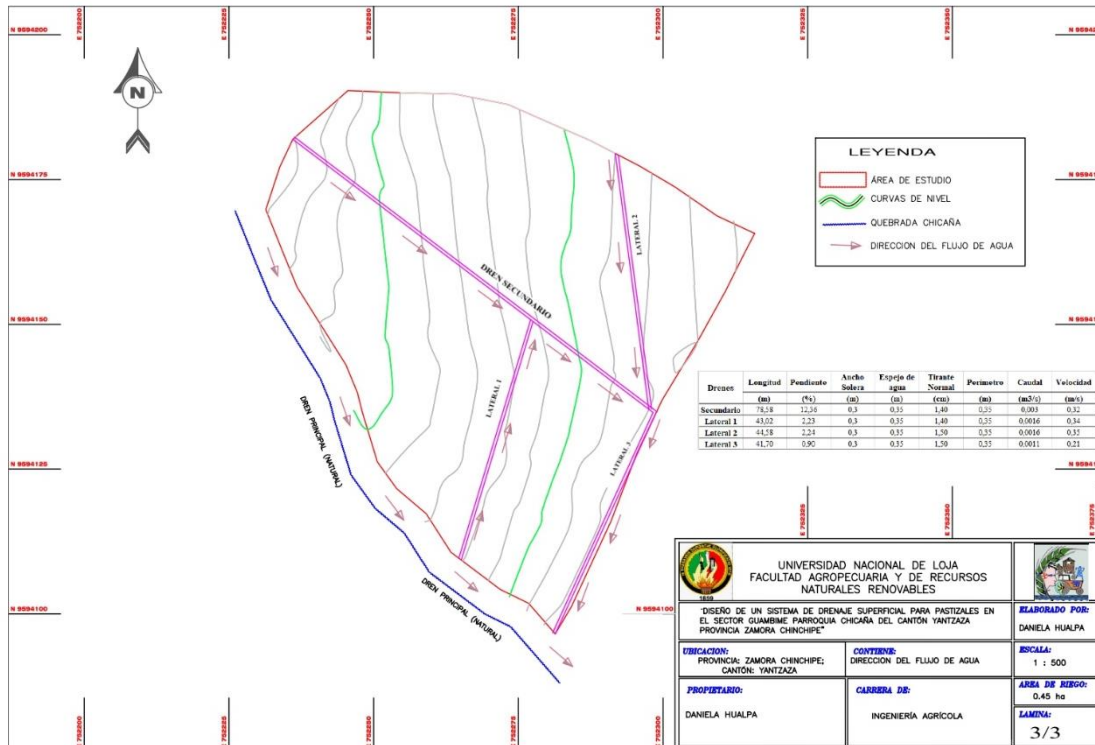 E 752200
E 752225
E 752250
E 752275
E 752300
E 752325
E 752350
N 9594200
N
LEYENDA
ÁREA DE ESTUDIO
CURVAS DE NIVEL
QUEBRADA CHICAÑA
DIRECCION DEL FLUJO DE AGUA
N 9594175
N 9594150
N 9594125
N 9594100
DREN SECUNDARIO
LATERAL 2
LATERAL 1
LATERAL 3
DREN PRINCIPAL (NATURAL)
DREN PRINCIPAL (NATURAL)
Drenes Longitud Pendiente Ancho Solera Espejo de agua Tirante Normal Perimetro Caudal Velocidad
(m) (%) (m) (m) (cm) (m) (m3/s) (m/s)
Secundario 78,58 12,36 0,3 0,35 1,40 0,35 0,003 0,32
Lateral 1 43,02 2,23 0,3 0,35 1,40 0,35 0,0016 0,34
Lateral 2 44,58 2,24 0,3 0,35 1,50 0,35 0,0016 0,35
Lateral 3 41,70 0,90 0,3 0,35 1,50 0,35 0,0011 0,21
N 9594100
E 752200
E 752225
E 752250
E 752275
E 752300
E 752325
E 752350
E 752375
1859
UNIVERSIDAD NACIONAL DE LOJA
FACULTAD AGROPECUARIA Y DE RECURSOS
NATURALES RENOVABLES
"DISEÑO DE UN SISTEMA DE DRENAJE SUPERFICIAL PARA PASTIZALES EN
EL SECTOR GUAMBIME PARROQUIA CHICAÑA DEL CANTÓN YANTZAZA
PROVINCIA ZAMORA CHINCHIPE"
ELABORADO POR:
DANIELA HUALPA
UBICACION:
PROVINCIA: ZAMORA CHINCHIPE;
CANTÓN: YANTZAZA
CONTIENE:
DIRECCION DEL FLUJO DE AGUA
ESCALA:
1 : 500
PROPIETARIO:
DANIELA HUALPA
CARRERA DE:
INGENIERÍA AGRÍCOLA
AREA DE RIEGO:
0.45 ha
LAMINA:
3/3